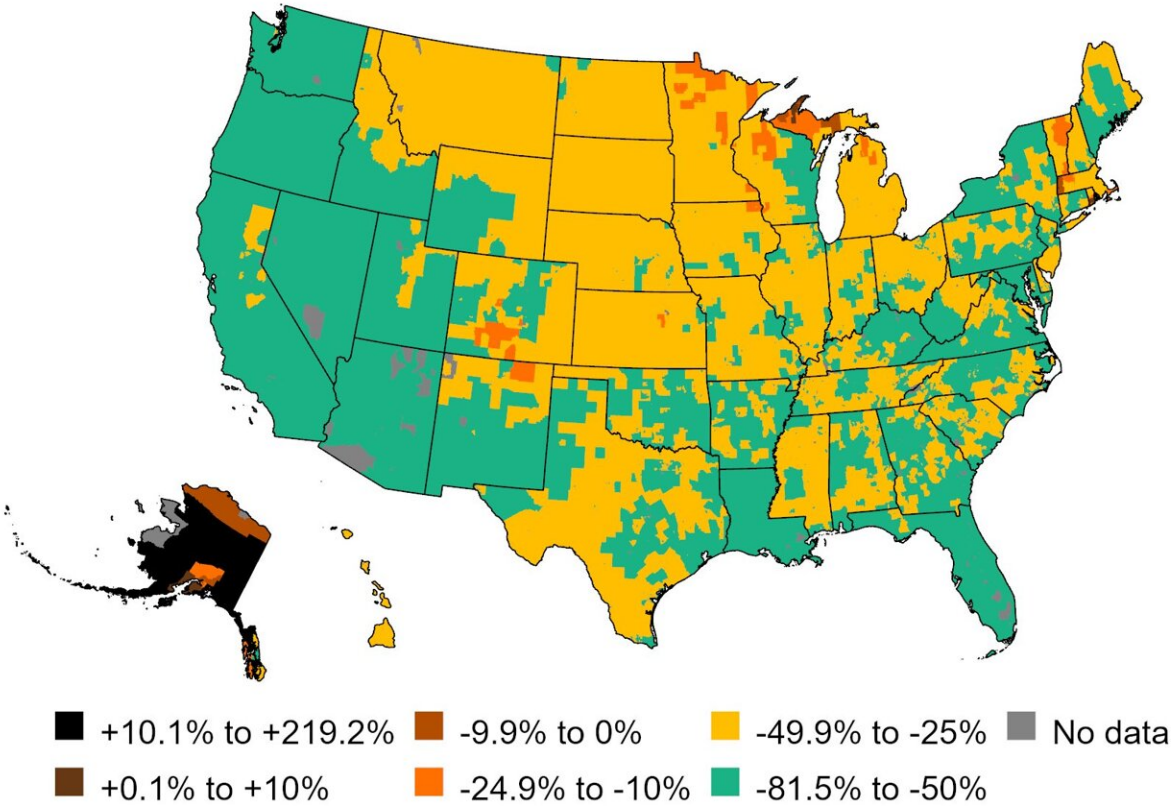 +10.1% to +219.2% -9.9% to 0% -49.9% to -25% No data
+0.1% to +10% -24.9% to -10% -81.5% to -50%